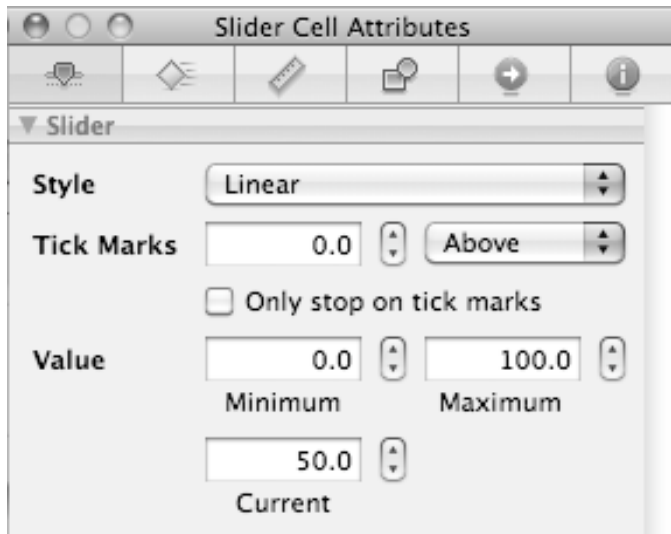 Slider Cell Attributes
Slider
Style Linear
Tick Marks 0.0 Above
Only stop on tick marks
Value 0.0 100.0
Minimum Maximum
50.0
Current